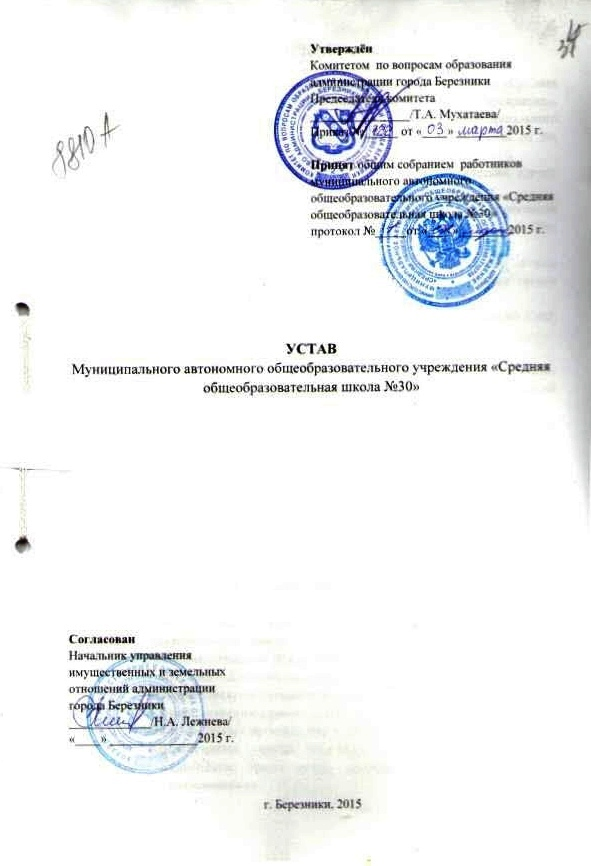 Утверждён
Комитетом по вопросам образования
администрации города Березники
Председатель комитета
/Т.А. Мухатаева/
Приказ № от « 03 » марта 2015 г.
8810 А
Принят общим собранием работников
муниципального автономного
общеобразовательного учреждения «Средняя
общеобразовательная школа №30»
протокол № от « » 2015 г.
УСТАВ
Муниципального автономного общеобразовательного учреждения «Средняя
общеобразовательная школа №30»
Согласован
Начальник управления
имущественных и земельных
отношений администрации
города Березники
/Н.А. Лежнева/
«____» ______________2015 г.
г. Березники, 2015